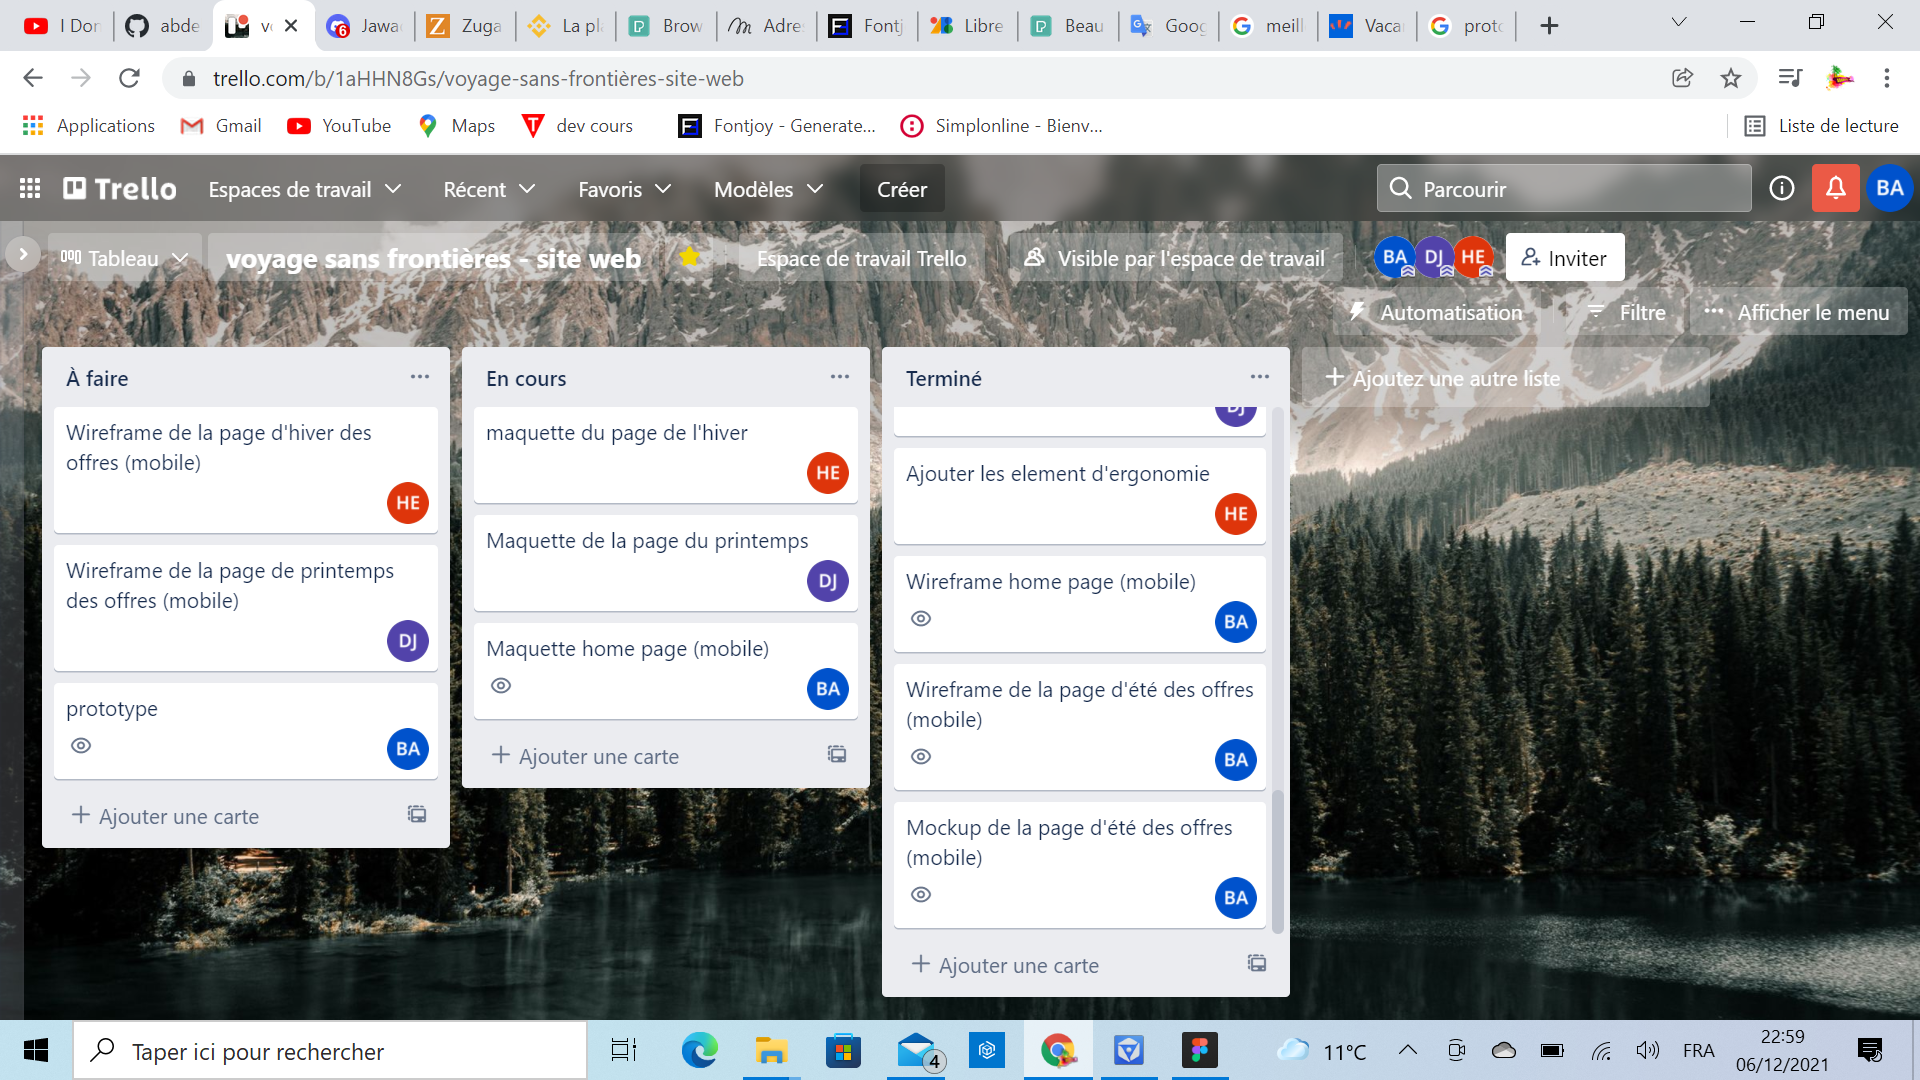 I Don
abde
vo
Jawa
Zuga
La pl
Brow
Adre
Fontj
Libre
Beau
Goog
meill
Vaca
proto
trello.com/b/1aHHN8Gs/voyage-sans-frontières-site-web
Applications
Gmail
YouTube
Maps
dev cours
Fontjoy - Generate...
Simplonline - Bienv...
Liste de lecture
Trello
Espaces de travail
Récent
Favoris
Modèles
Créer
Parcourir
BA
Tableau
voyage sans frontières - site web
Espace de travail Trello
Visible par l'espace de travail
BA
DJ
HE
Inviter
Automatisation
Filtre
Afficher le menu
À faire
Wireframe de la page d'hiver des
offres (mobile)
HE
Wireframe de la page de printemps
des offres (mobile)
DJ
prototype
BA
Ajouter une carte
En cours
maquette du page de l'hiver
HE
Maquette de la page du printemps
DJ
Maquette home page (mobile)
BA
Ajouter une carte
Terminé
DJ
Ajouter les element d'ergonomie
HE
Wireframe home page (mobile)
BA
Wireframe de la page d'été des offres
(mobile)
BA
Mockup de la page d'été des offres
(mobile)
BA
Ajouter une carte
Ajoutez une autre liste
Taper ici pour rechercher
4
11°C
FRA
22:59
06/12/2021